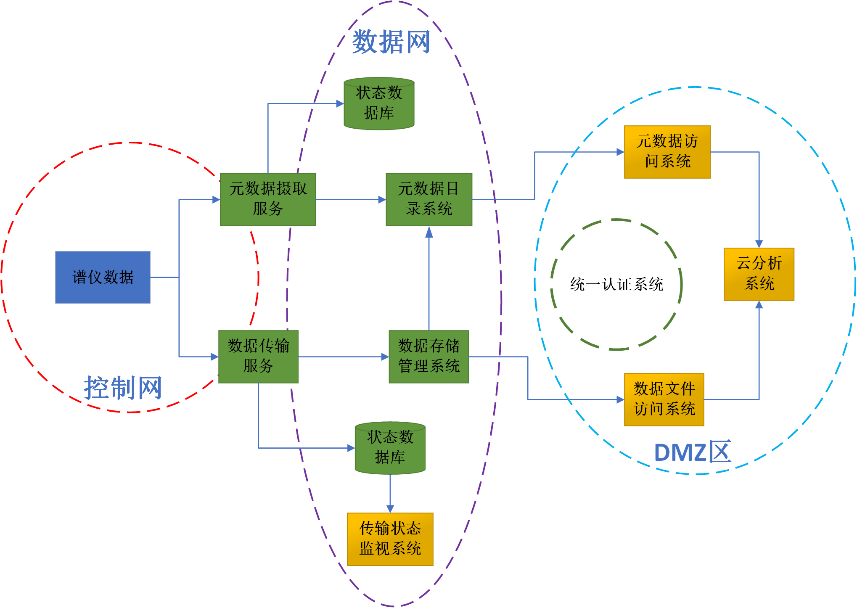 数据网
状态数
据库
元数据访
问系统
元数据摄取
服务
元数据目
录系统
谱仪数据
统一认证系统
云分析
系统
数据传输
服务
数据存储
管理系统
控制网
数据文件
访问系统
状态数
据库
DMZ区
传输状态
监视系统